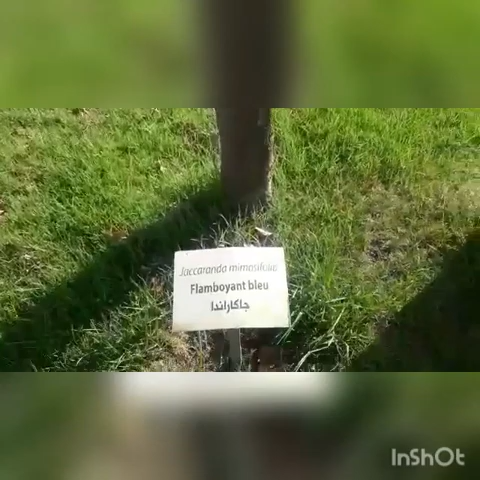 Jaccaranda mimosifolia
Flamboyant bleu
جاكاراندا
InShOt